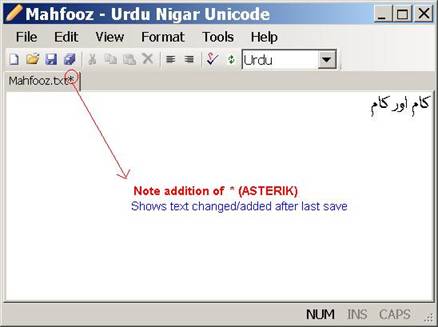 Mahfooz - Urdu Nigar Unicode
File Edit View Format Tools Help
Urdu
Mahfooz.txt*
کام اور کام
Note addition of * (ASTERIK)
Shows text changed/added after last save
NUM INS CAPS